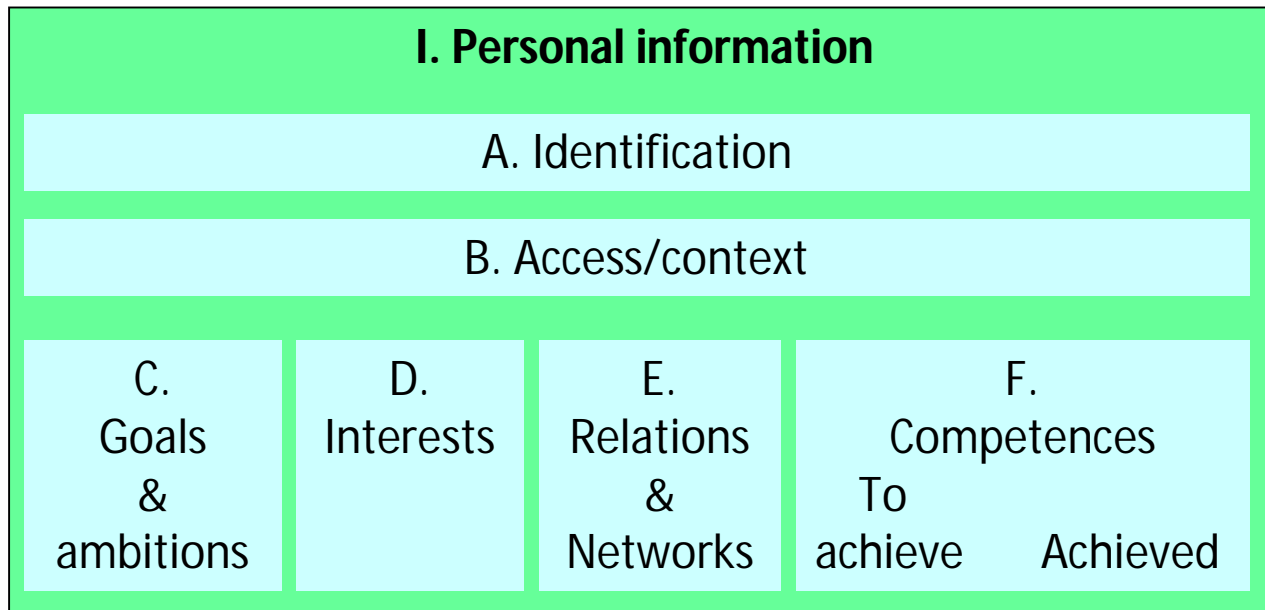 I. Personal information
A. Identification
B. Access/context
C.
Goals
&
ambitions
D.
Interests
E.
Relations
&
Networks
F.
Competences
To
achieve Achieved